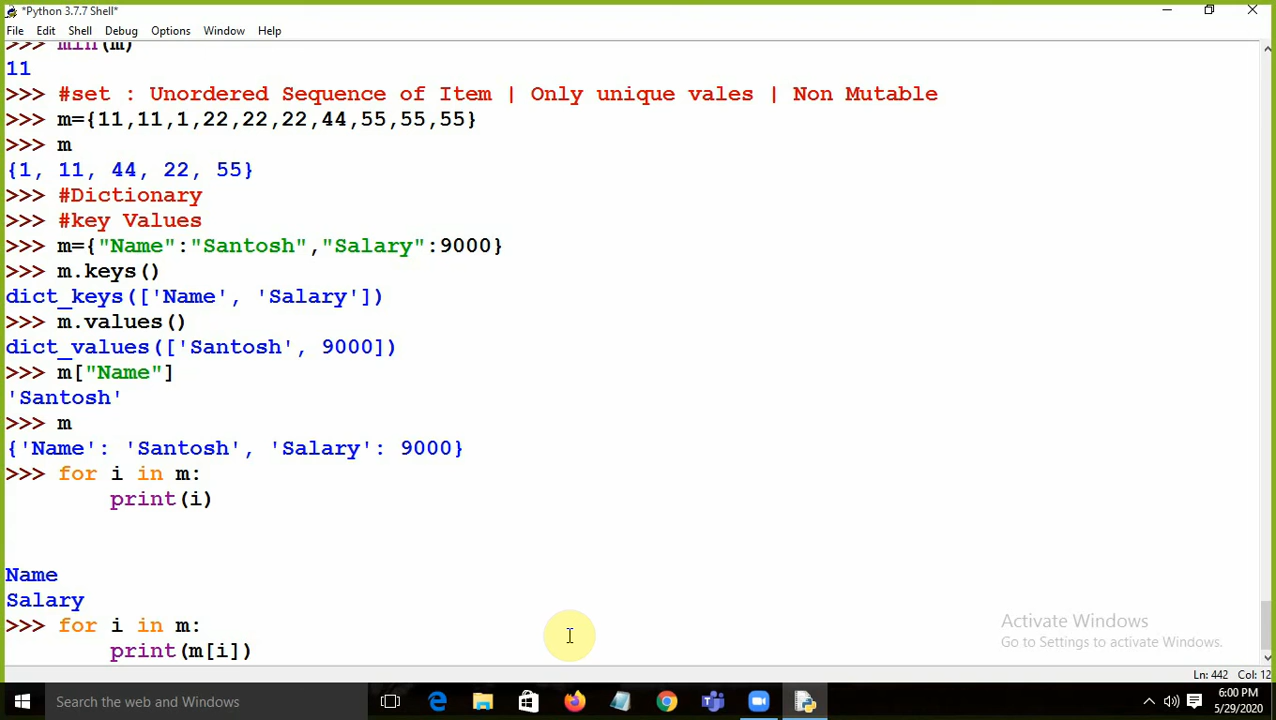 *Python 3.7.7 Shell*
File Edit Shell Debug Options Window Help
>>> min(m)
11
>>> #set : Unordered Sequence of Item | Only unique vales | Non Mutable
>>> m={11,11,1,22,22,22,44,55,55,55}
>>> m
{1, 11, 44, 22, 55}
>>> #Dictionary
>>> #key Values
>>> m={"Name":"Santosh","Salary":9000}
>>> m.keys()
dict_keys(['Name', 'Salary'])
>>> m.values()
dict_values(['Santosh', 9000])
>>> m["Name"]
'Santosh'
>>> m
{'Name': 'Santosh', 'Salary': 9000}
>>> for i in m:
        print(i)
Name
Salary
>>> for i in m:
        print(m[i])
Activate Windows
Go to Settings to activate Windows.
Ln: 442 Col: 12
Search the web and Windows
6:00 PM
5/29/2020